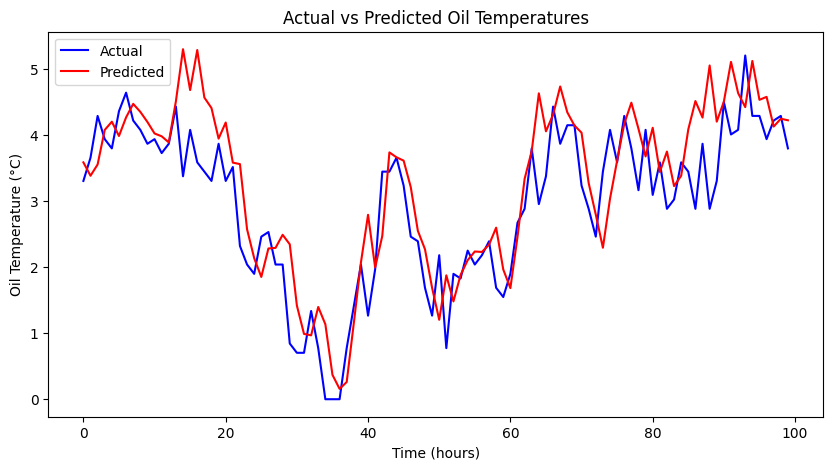 Actual vs Predicted Oil Temperatures
Actual
Predicted
Oil Temperature (°C)
5
4
3
2
1
0
0 20 40 60 80 100
Time (hours)